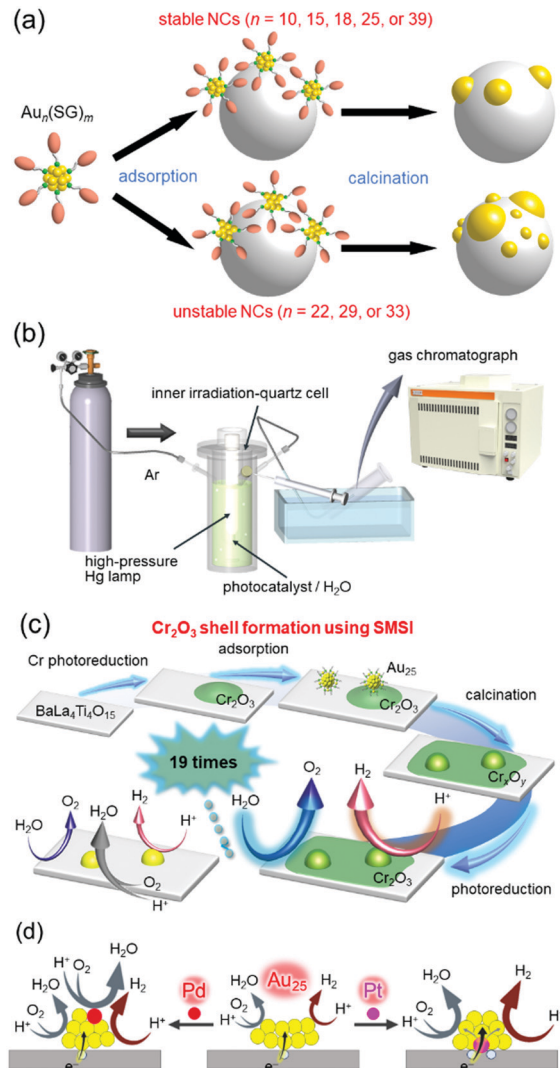 (a)
stable NCs (n = 10, 15, 18, 25, or 39)
Auₙ(SG)ₘ
adsorption
calcination
unstable NCs (n = 22, 29, or 33)
(b)
gas chromatograph
inner irradiation-quartz cell
Ar
high-pressure
Hg lamp
photocatalyst / H₂O
(c)
Cr₂O₃ shell formation using SMSI
Cr photoreduction
adsorption
Au₂₅
calcination
BaLa₄Ti₄O₁₅
Cr₂O₃
Cr₂O₃
CrₓOᵧ
19 times
O₂
H₂
H₂O
H⁺
O₂
H₂O
H₂
H₂O
H⁺
O₂
H⁺
Cr₂O₃
photoreduction
(d)
H₂O
H⁺
O₂
H₂O
H₂
O₂
H⁺
H⁺
e⁻
Pd
Au₂₅
H₂O
H₂
O₂
H⁺
H⁺
e⁻
Pt
H₂O
H₂
O₂
H⁺
H
e⁻